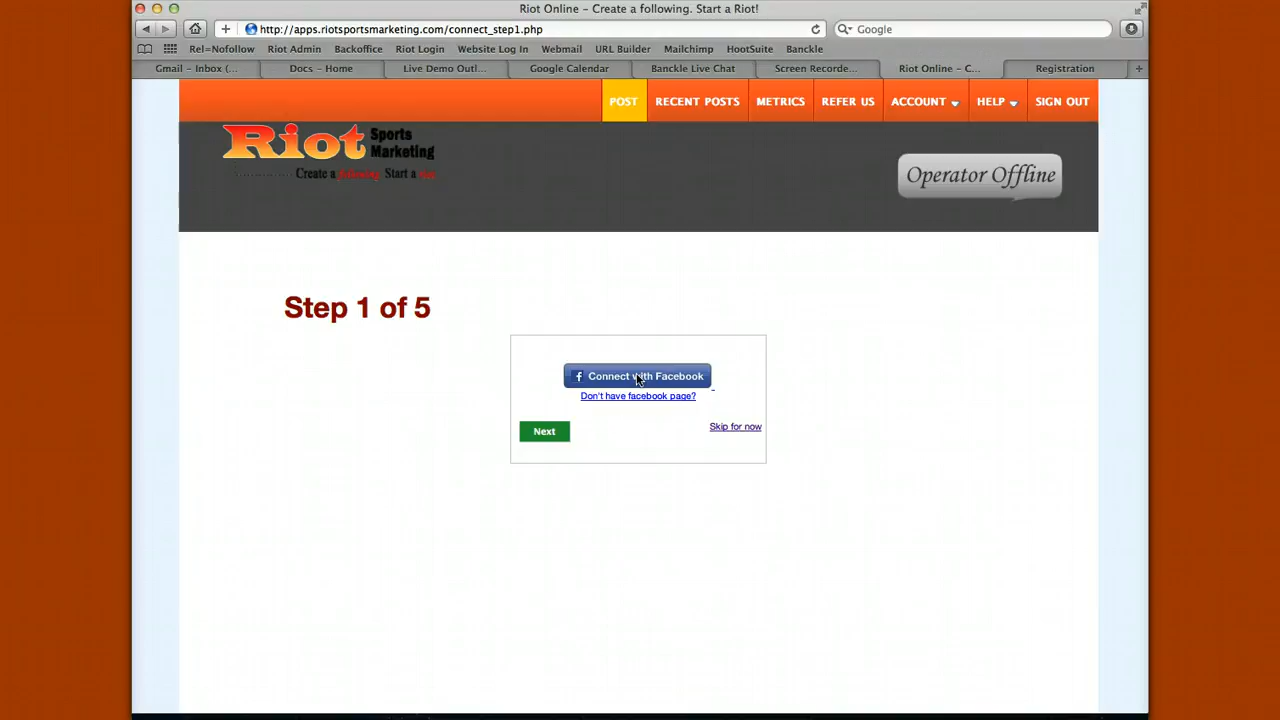 Riot Online – Create a following. Start a Riot!
http://apps.riotsportsmarketing.com/connect_step1.php
Google
Rel=Nofollow
Riot Admin
Backoffice
Riot Login
Website Log In
Webmail
URL Builder
Mailchimp
HootSuite
Banckle
Gmail – Inbox (...
Docs – Home
Live Demo Outl...
Google Calendar
Banckle Live Chat
Screen Recorde...
Riot Online – C...
Registration
POST
RECENT POSTS
METRICS
REFER US
ACCOUNT
HELP
SIGN OUT
Riot Sports
Marketing
Create a following Start a Riot
Operator Offline
Step 1 of 5
Connect with Facebook
Don't have facebook page?
Next
Skip for now